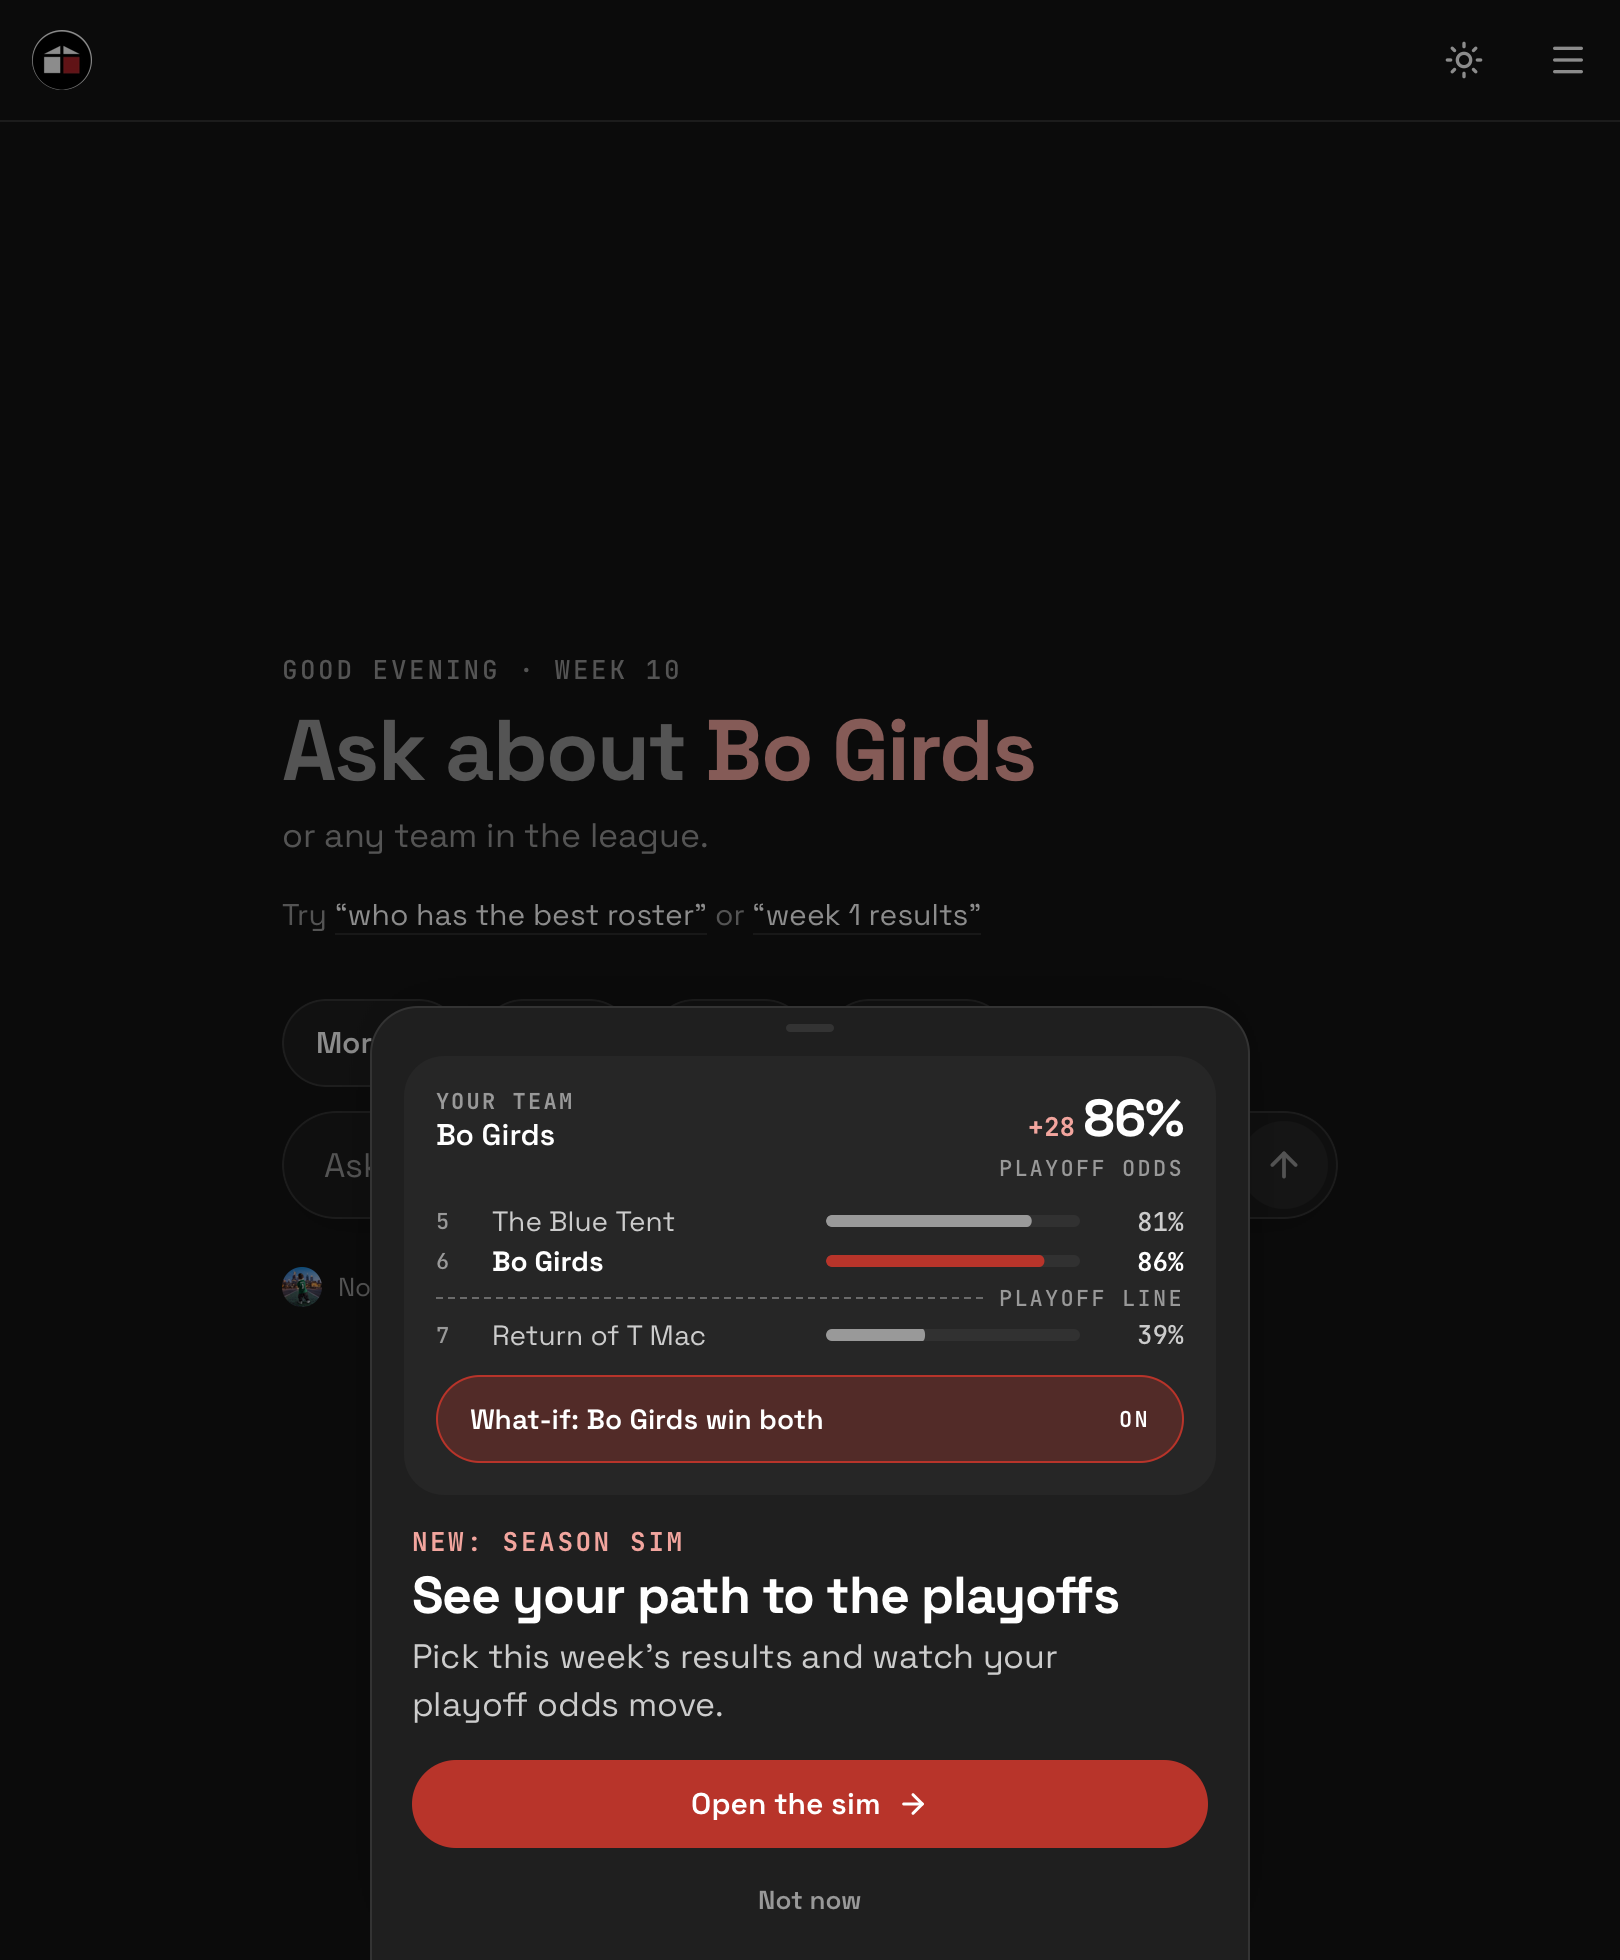 GOOD EVENING · WEEK 10
Ask about Bo Girds
or any team in the league.
Try “who has the best roster” or “week 1 results”
Mor
Ask
No
YOUR TEAM
Bo Girds
+28 86%
PLAYOFF ODDS
5 The Blue Tent 81%
6 Bo Girds 86%
PLAYOFF LINE
7 Return of T Mac 39%
What-if: Bo Girds win both ON
NEW: SEASON SIM
See your path to the playoffs
Pick this week’s results and watch your
playoff odds move.
Open the sim →
Not now